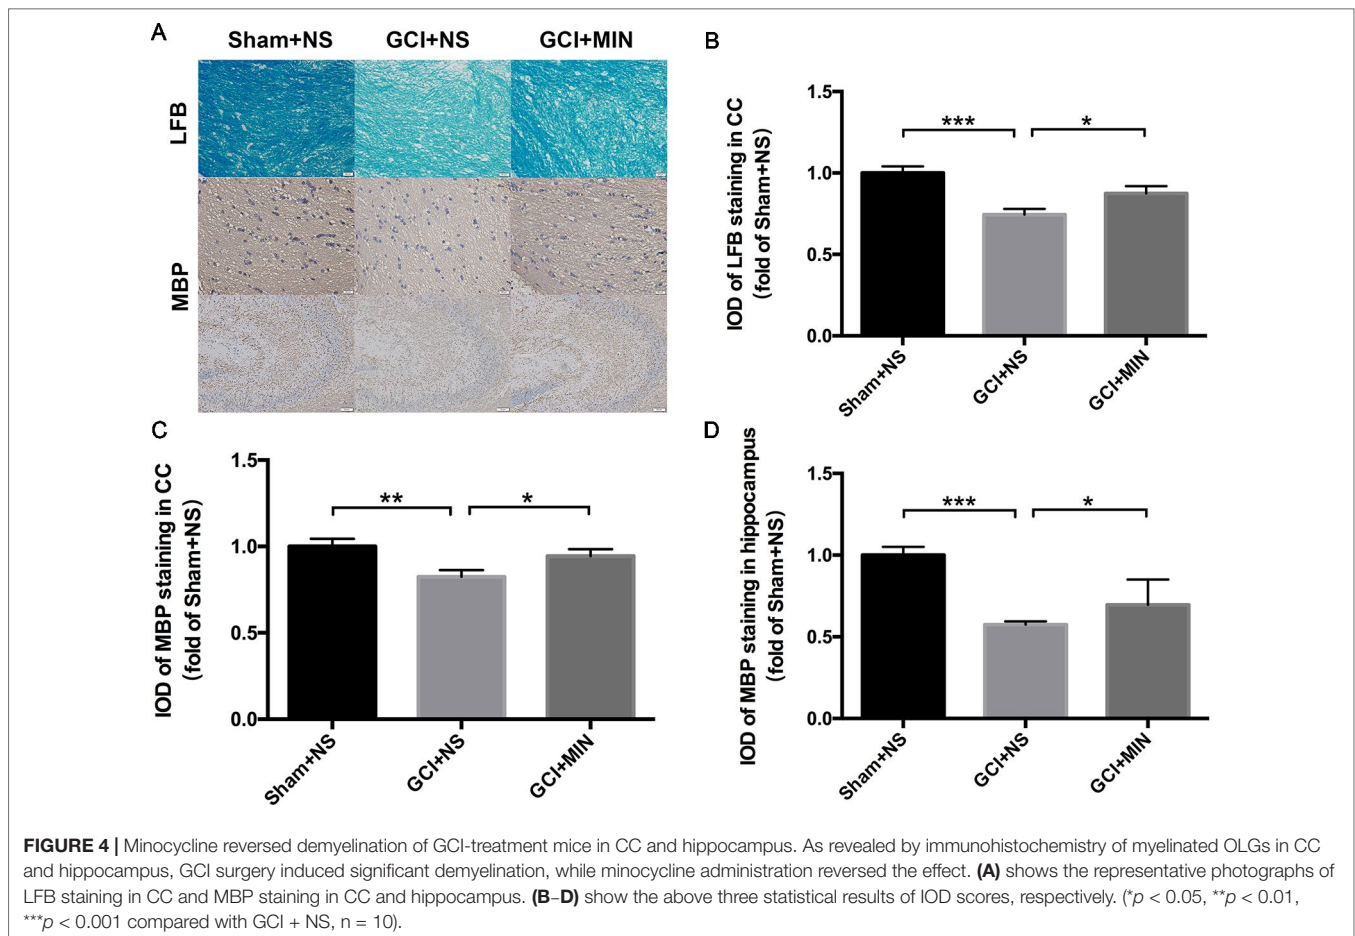 A
Sham+NS GCI+NS GCI+MIN
LFB
MBP
B
IOD of LFB staining in CC
(fold of Sham+NS)
1.5
1.0
0.5
0.0
*** *
Sham+NS GCI+NS GCI+MIN
C
IOD of MBP staining in CC
(fold of Sham+NS)
1.5
1.0
0.5
0.0
** *
Sham+NS GCI+NS GCI+MIN
D
IOD of MBP staining in hippocampus
(fold of Sham+NS)
1.5
1.0
0.5
0.0
*** *
Sham+NS GCI+NS GCI+MIN
FIGURE 4 | Minocycline reversed demyelination of GCI-treatment mice in CC and hippocampus. As revealed by immunohistochemistry of myelinated OLGs in CC
and hippocampus, GCI surgery induced significant demyelination, while minocycline administration reversed the effect. (A) shows the representative photographs of
LFB staining in CC and MBP staining in CC and hippocampus. (B–D) show the above three statistical results of IOD scores, respectively. (*p < 0.05, **p < 0.01,
***p < 0.001 compared with GCI + NS, n = 10).